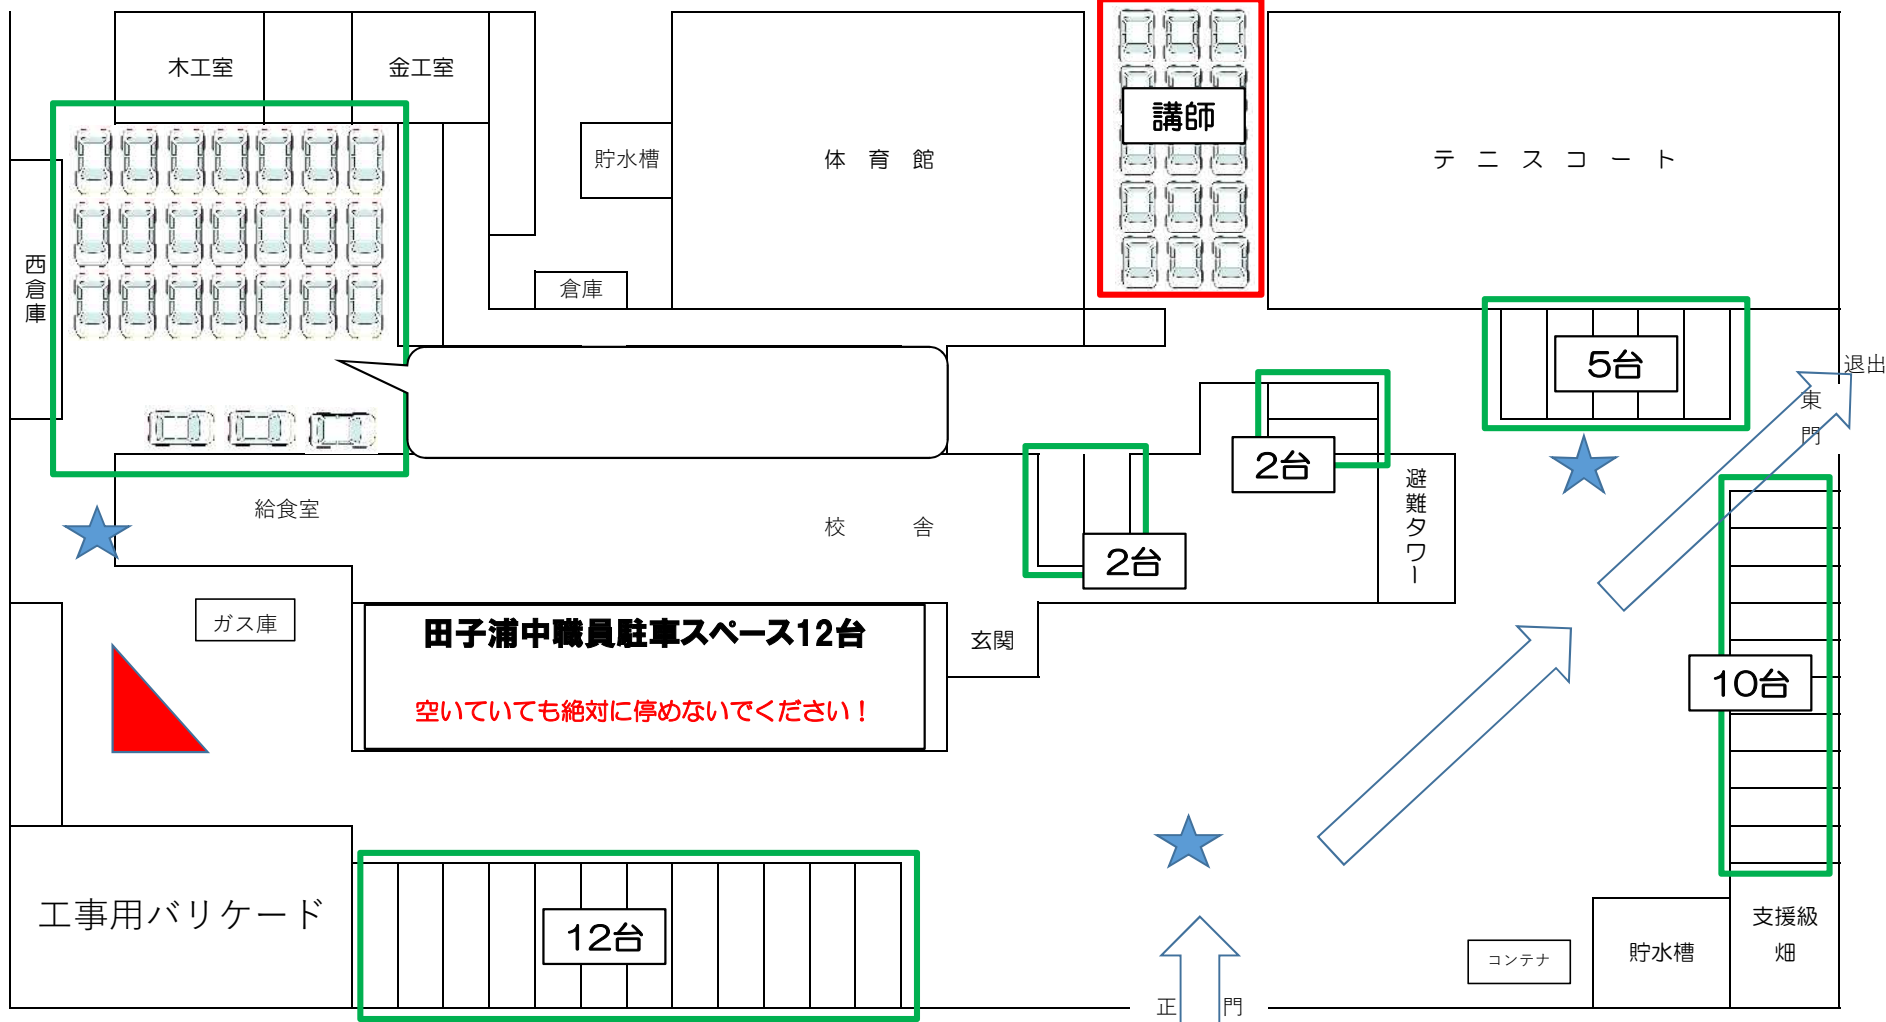 木工室
金工室
講師
貯水槽
体 育 館
テ ニ ス コ ー ト
西倉庫
倉庫
5台
退出
東
門
2台
避難タワー
給食室
校 舎
2台
ガス庫
田子浦中職員駐車スペース12台
空いていても絶対に停めないでください！
玄関
10台
工事用バリケード
12台
コンテナ
貯水槽
支援級
畑
正 門